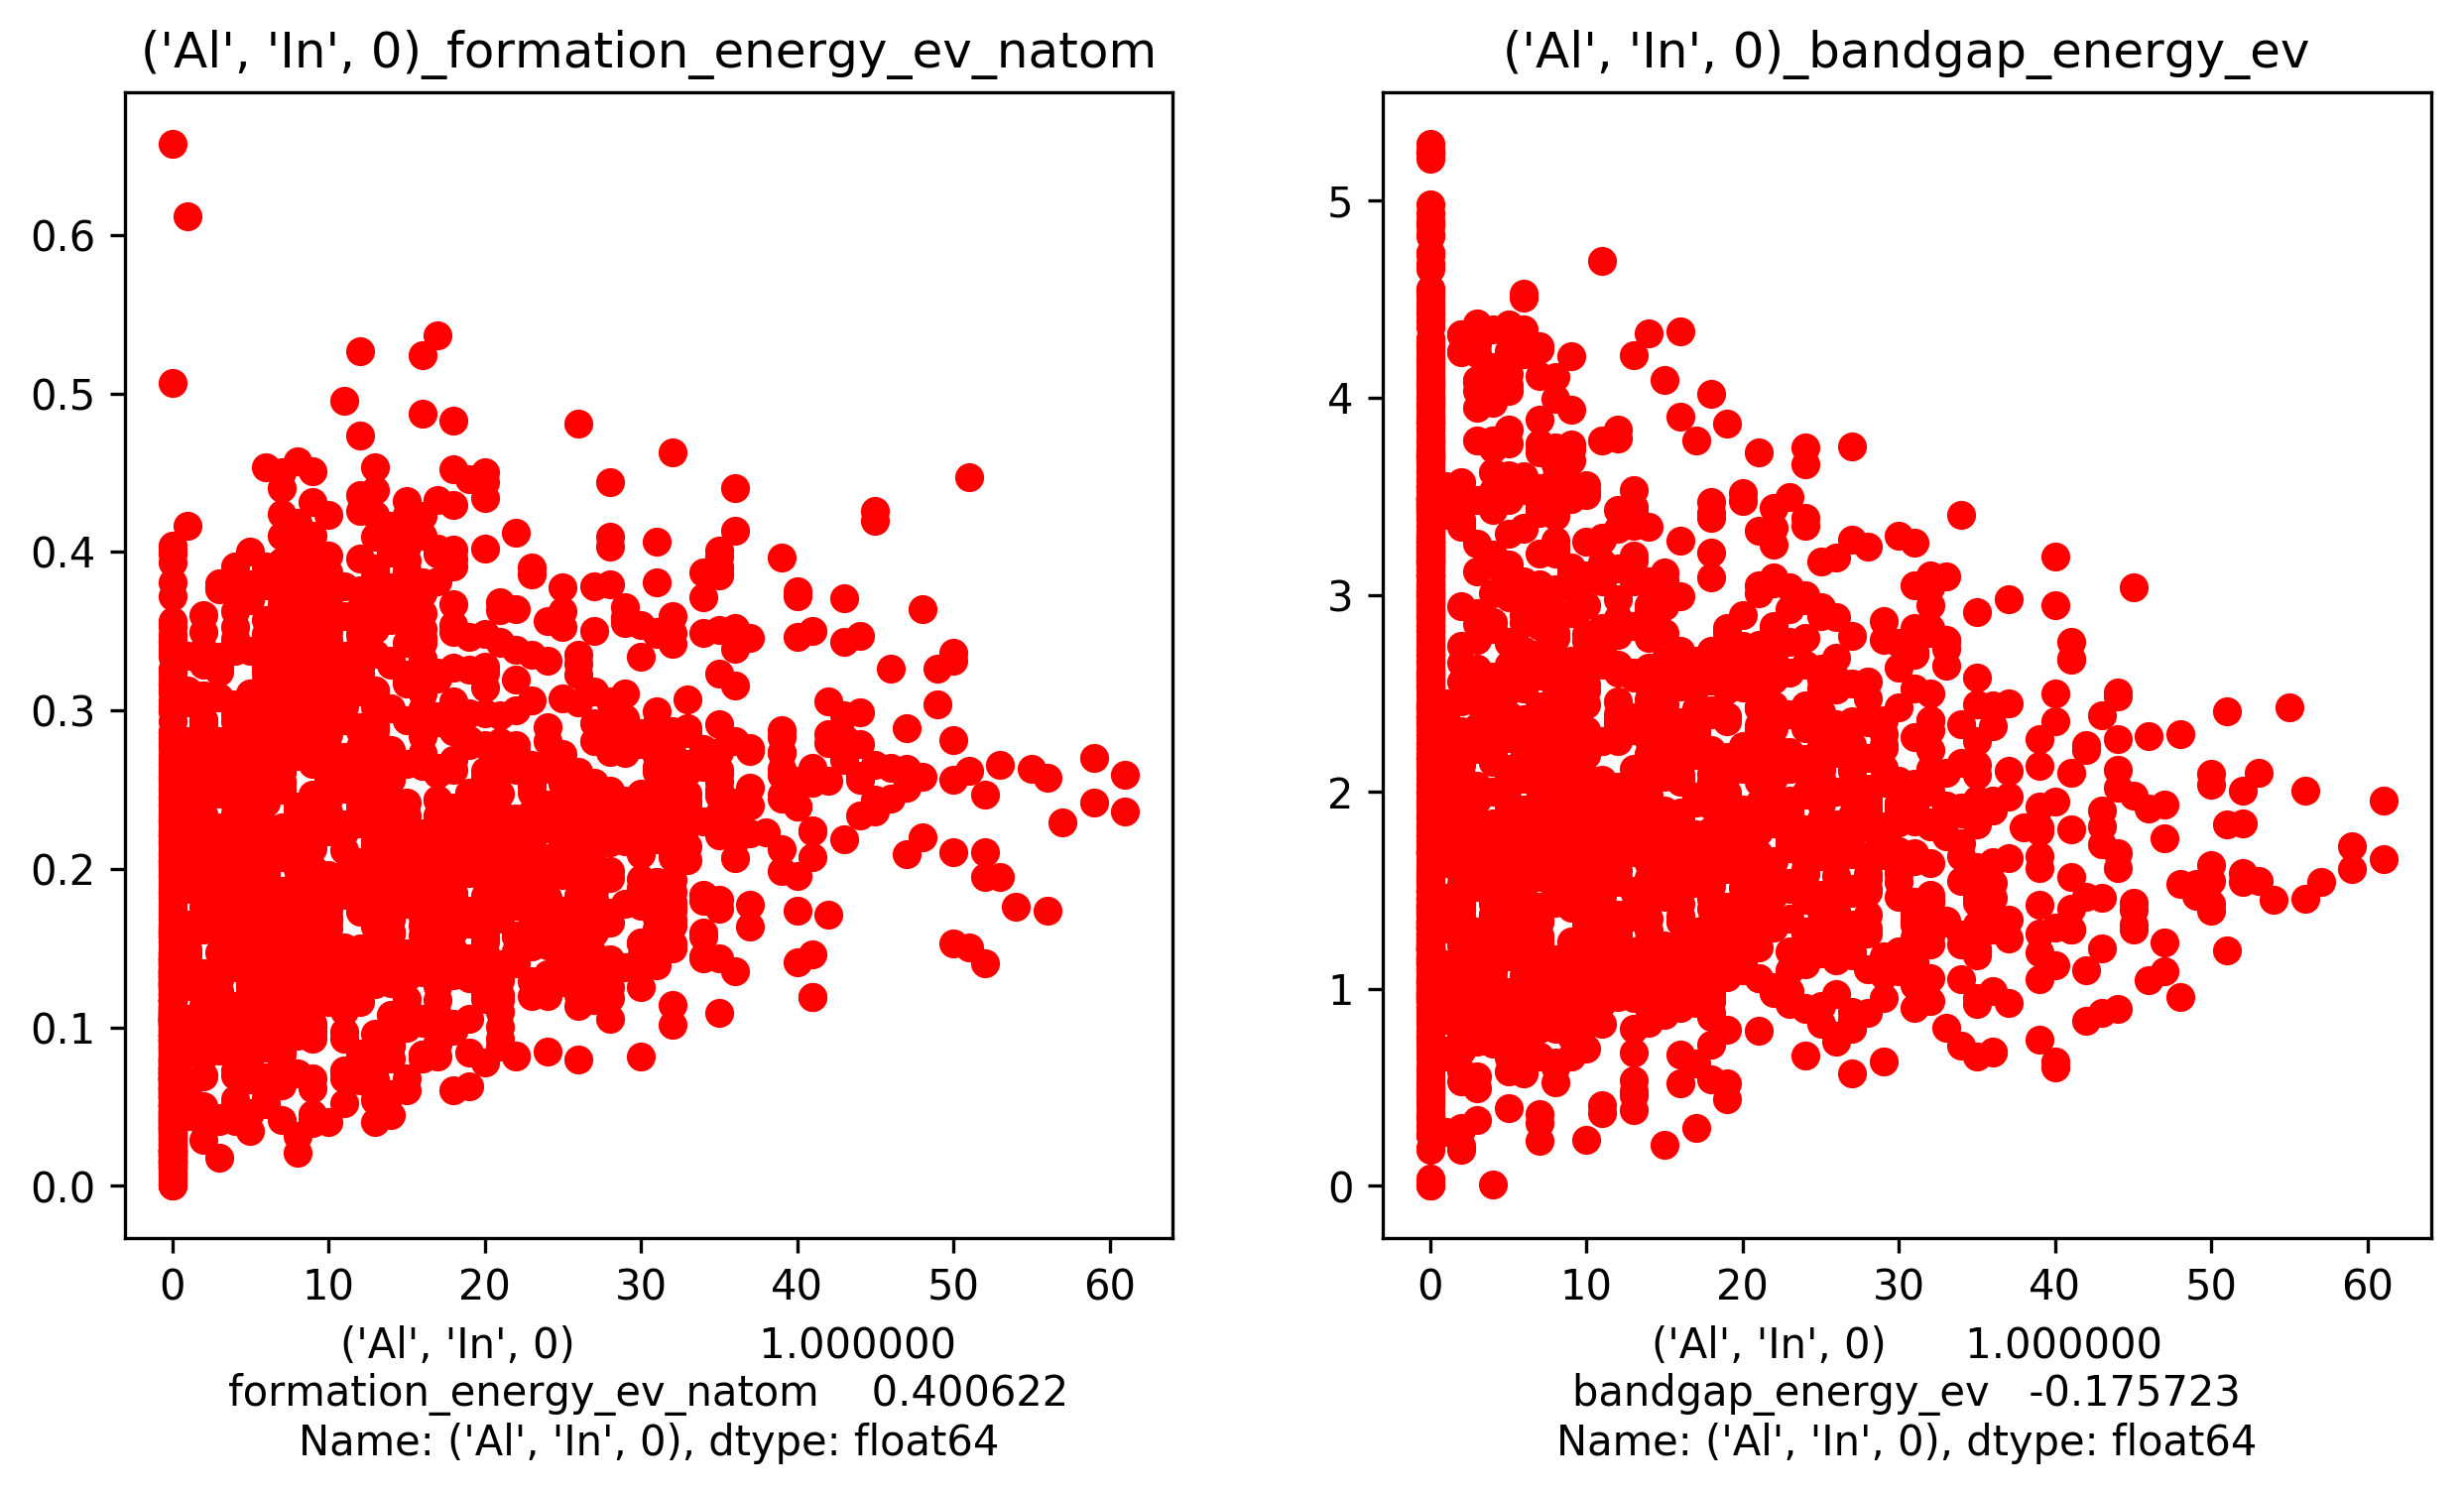 ('Al', 'In', 0)_formation_energy_ev_natom
0.6
0.5
0.4
0.3
0.2
0.1
0.0
0 10 20 30 40 50 60
('Al', 'In', 0) 1.000000
formation_energy_ev_natom 0.400622
Name: ('Al', 'In', 0), dtype: float64
('Al', 'In', 0)_bandgap_energy_ev
5
4
3
2
1
0
0 10 20 30 40 50 60
('Al', 'In', 0) 1.000000
bandgap_energy_ev -0.175723
Name: ('Al', 'In', 0), dtype: float64